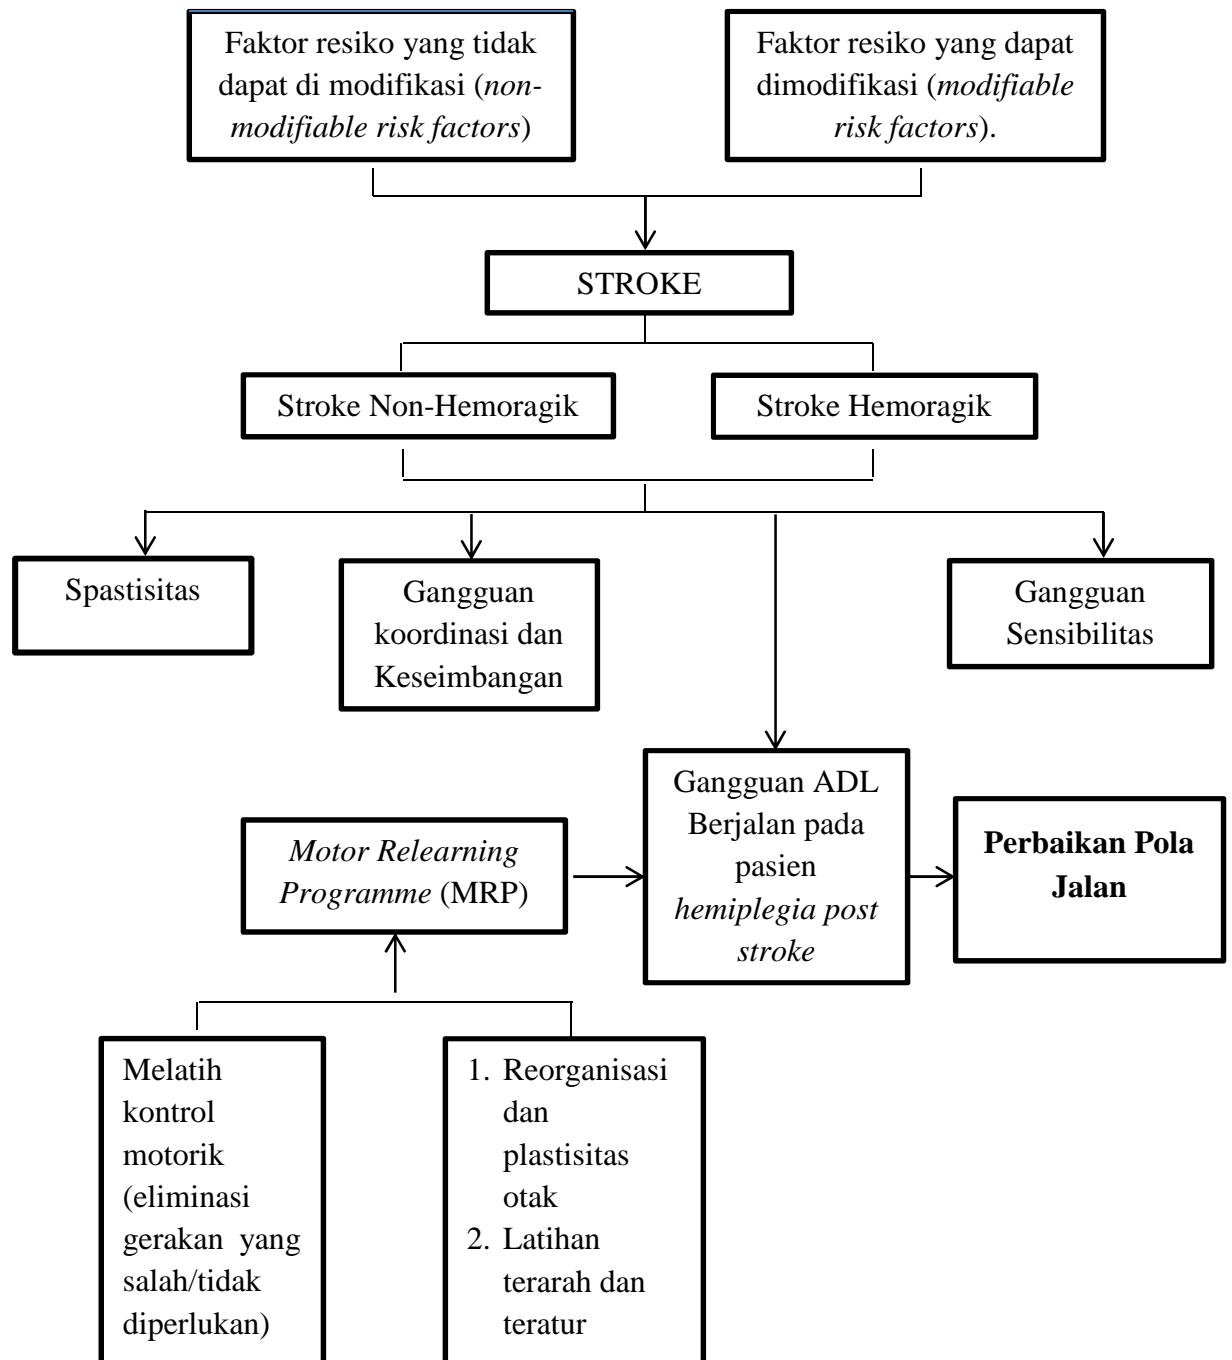 Faktor resiko yang tidak
dapat di modifikasi (non-
modifiable risk factors)
Faktor resiko yang dapat
dimodifikasi (modifiable
risk factors).
STROKE
Stroke Non-Hemoragik
Stroke Hemoragik
Spastisitas
Gangguan
koordinasi dan
Keseimbangan
Gangguan
Sensibilitas
Gangguan ADL
Berjalan pada
pasien
hemiplegia post
stroke
Motor Relearning
Programme (MRP)
Perbaikan Pola
Jalan
Melatih
kontrol
motorik
(eliminasi
gerakan yang
salah/tidak
diperlukan)
1. Reorganisasi
dan
plastisitas
otak
2. Latihan
terarah dan
teratur